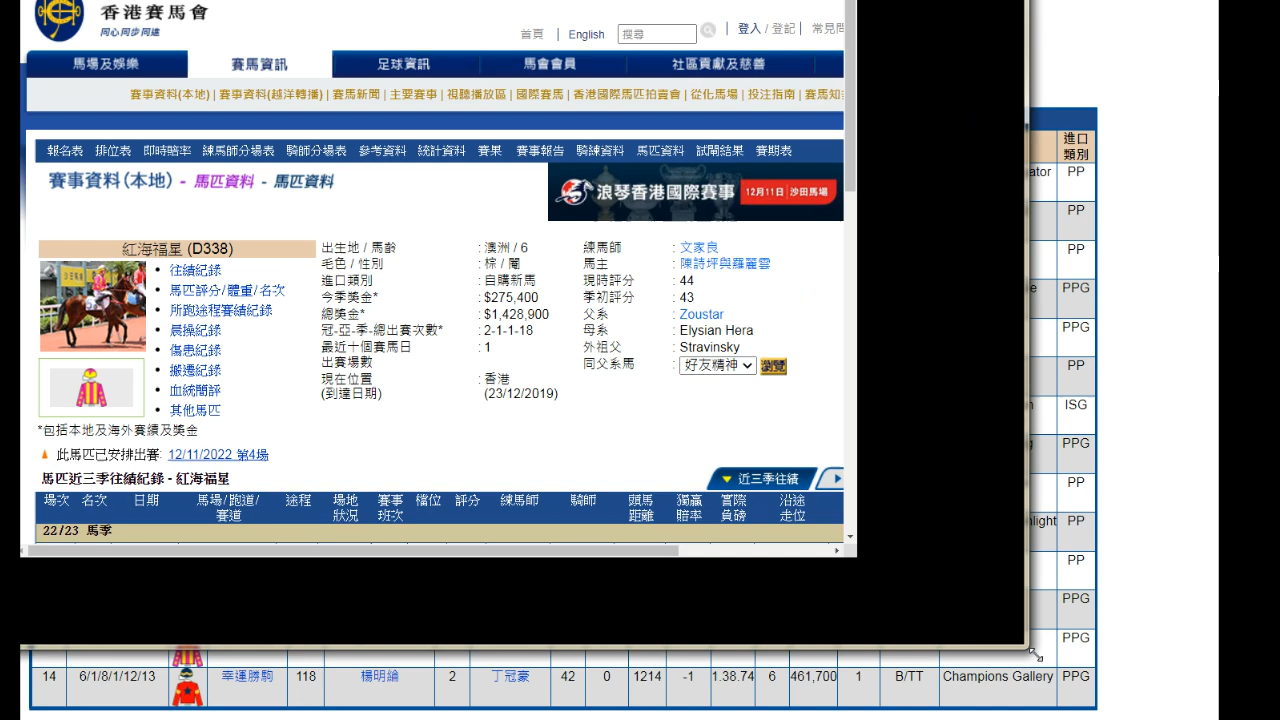 香港賽馬會
同心同步同進
首頁 | English 搜尋 | 登入 / 登記 | 常見問
馬場及娛樂 賽馬資訊 足球資訊 馬會會員 社區貢獻及慈善
賽事資料(本地) | 賽事資料(越洋轉播) | 賽馬新聞 | 主要賽事 | 視聽播放區 | 國際賽馬 | 香港國際馬匹拍賣會 | 從化馬場 | 投注指南 | 賽馬知
進口
類別
報名表 排位表 即時賠率 練馬師分場表 騎師分場表 參考資料 統計資料 賽果 賽事報告 騎練資料 馬匹資料 試閘結果 賽期表
賽事資料(本地) - 馬匹資料 - 馬匹資料
浪琴香港國際賽事 12月11日 | 沙田馬場
ator PP
PP
PP
e PPG
PPG
PP
ISG
PPG
PP
nlight PP
PP
PPG
PPG
紅海福星 (D338)
往績紀錄
馬匹評分/體重/名次
所跑途程賽績紀錄
晨操紀錄
傷患紀錄
搬遷紀錄
血統簡評
其他馬匹
出生地 / 馬齡 : 澳洲 / 6
毛色 / 性別 : 棕 / 閹
進口類別 : 自購新馬
今季獎金* : $275,400
總獎金* : $1,428,900
冠-亞-季-總出賽次數* : 2-1-1-18
最近十個賽馬日 : 1
出賽場數
現在位置 : 香港
(到達日期) (23/12/2019)
練馬師 : 文家良
馬主 : 陳詩坪與羅麗雲
現時評分 : 44
季初評分 : 43
父系 : Zoustar
母系 : Elysian Hera
外祖父 : Stravinsky
同父系馬 : 好友精神 瀏覽
*包括本地及海外賽績及獎金
此馬匹已安排出賽: 12/11/2022 第4場
馬匹近三季往績紀錄 - 紅海福星
近三季往績
場次 名次 日期 馬場/跑道/ 途程 場地 賽事 檔位 評分 練馬師 騎師 頭馬 獨贏 實際 沿途
賽道 狀況 班次 距離 賠率 負磅 走位
22/23 馬季
14 6/1/8/1/12/13 幸運勝駒 118 楊明綸 2 丁冠豪 42 0 1214 -1 1.38.74 6 461,700 1 B/TT Champions Gallery PPG